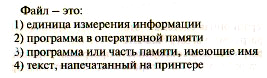 Файл – это:
1) единица измерения информации
2) программа в оперативной памяти
3) программа или часть памяти, имеющие имя
4) текст, напечатанный на принтере